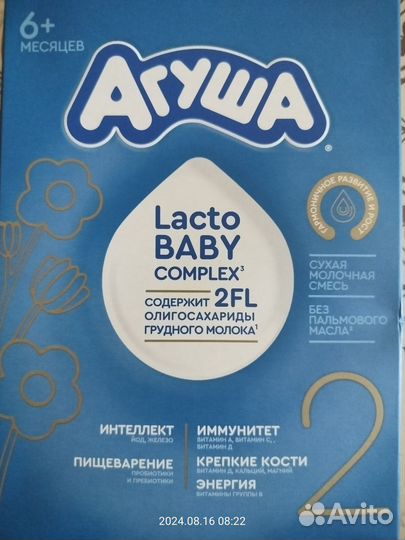 6+
МЕСЯЦЕВ
АГУША
®
ГАРМОНИЧНОЕ РАЗВИТИЕ И РОСТ
Lacto
BABY
COMPLEX³
СОДЕРЖИТ 2FL
ОЛИГОСАХАРИДЫ
ГРУДНОГО МОЛОКА¹
СУХАЯ
МОЛОЧНАЯ
СМЕСЬ
БЕЗ
ПАЛЬМОВОГО
МАСЛА²
ИНТЕЛЛЕКТ
ЙОД, ЖЕЛЕЗО
ИММУНИТЕТ
ВИТАМИН А, ВИТАМИН С,
ВИТАМИН Д
ПИЩЕВАРЕНИЕ
ПРОБИОТИКИ
И ПРЕБИОТИКИ
КРЕПКИЕ КОСТИ
ВИТАМИН Д, КАЛЬЦИЙ, МАГНИЙ
ЭНЕРГИЯ
ВИТАМИНЫ ГРУППЫ В
2
2024.08.16 08:22
Avito